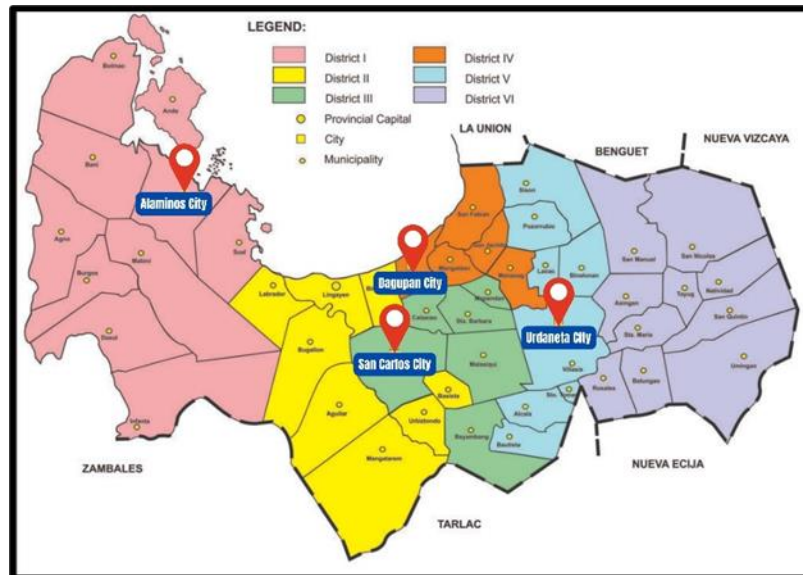 LEGEND:
District I
District II
District III
Provincial Capital
City
Municipality
District IV
District V
District VI
LA UNION
BENGUET
NUEVA VIZCAYA
Bolinao
Anda
Bani
Alaminos City
Agno
Burgos
Mabini
Sual
Dasol
Infanta
ZAMBALES
Labrador
Lingayen
Bugallon
Aguilar
Mangatarem
Urbiztondo
Basista
Dagupan City
San Fabian
Mangaldan
Manaoag
Calasiao
Sta. Barbara
Mapandan
San Carlos City
Malasiqui
Bayambang
Sison
Pozorrubio
Laoac
Binalonan
Urdaneta City
Villasis
Sto. Tomas
Alcala
Bautista
San Manuel
San Nicolas
Asingan
Tayug
Natividad
San Quintin
Sta. Maria
Rosales
Balungao
Umingan
NUEVA ECIJA
TARLAC